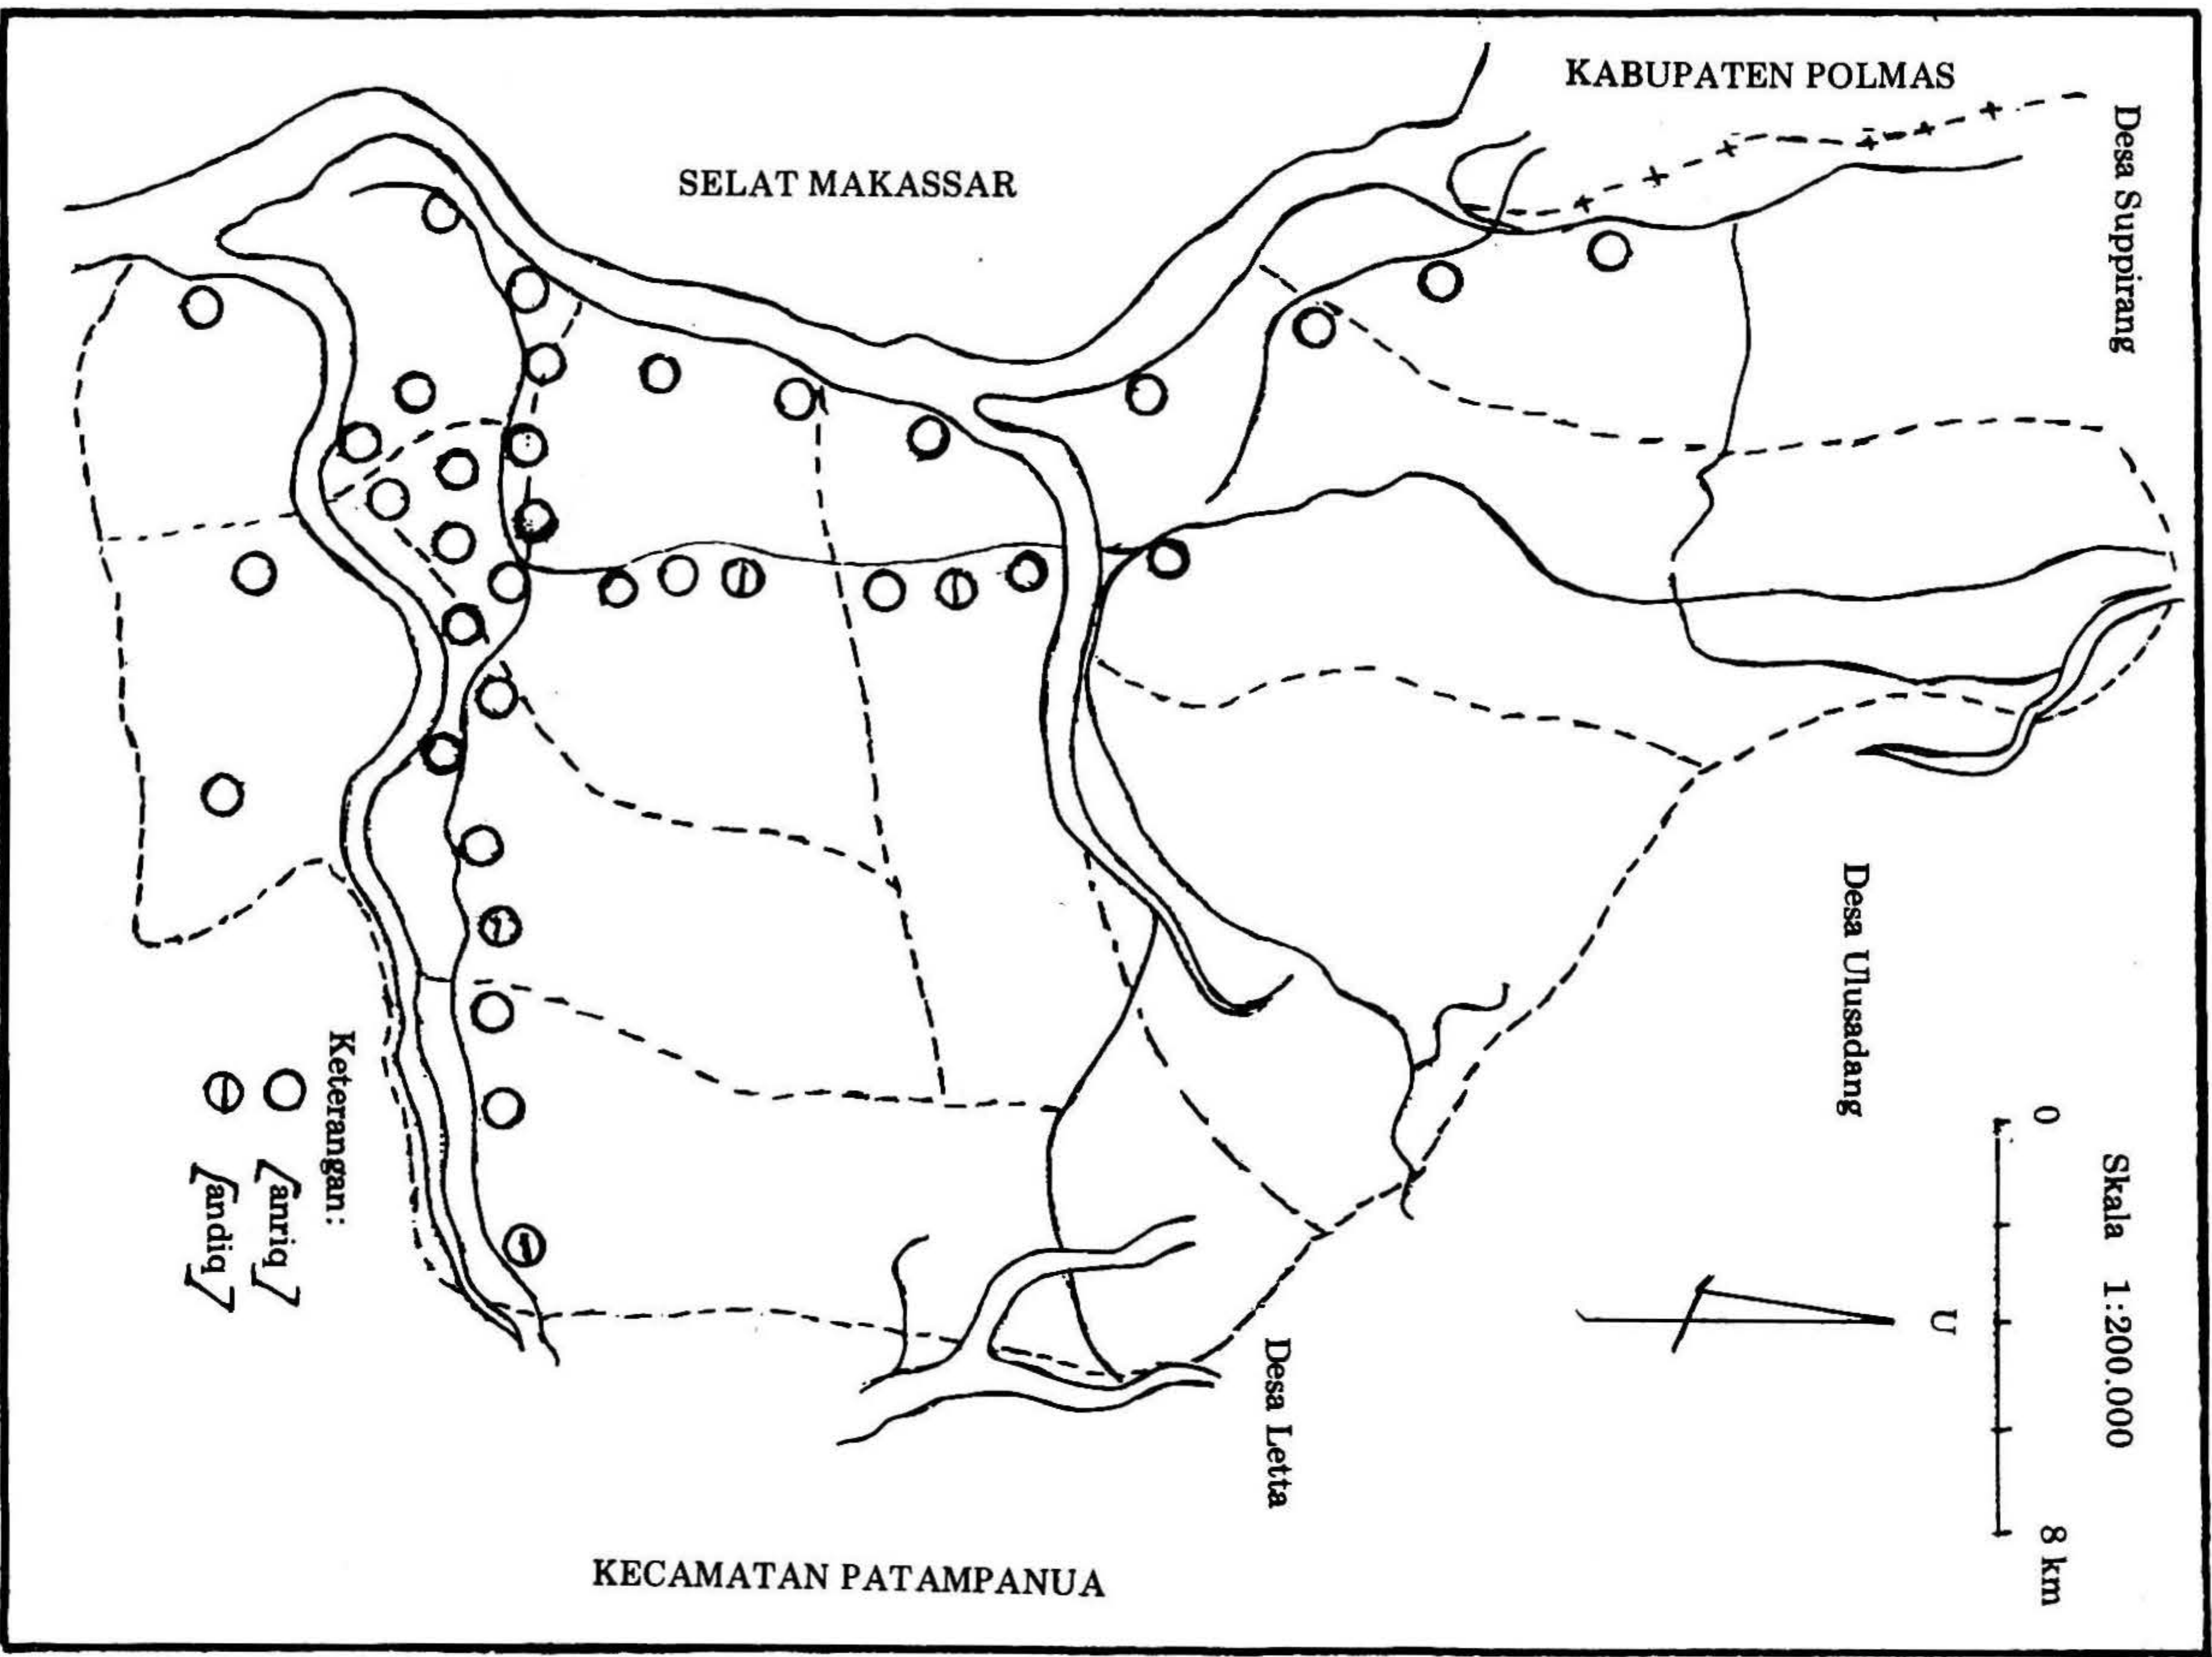 KABUPATEN POLMAS
SELAT MAKASSAR
Desa Suppirang
Desa Ulusadang
Desa Letta
KECAMATAN PATAMPANUA
Skala 1:200.000
0 8 km
U
Keterangan:
[anriq]
[andiq]